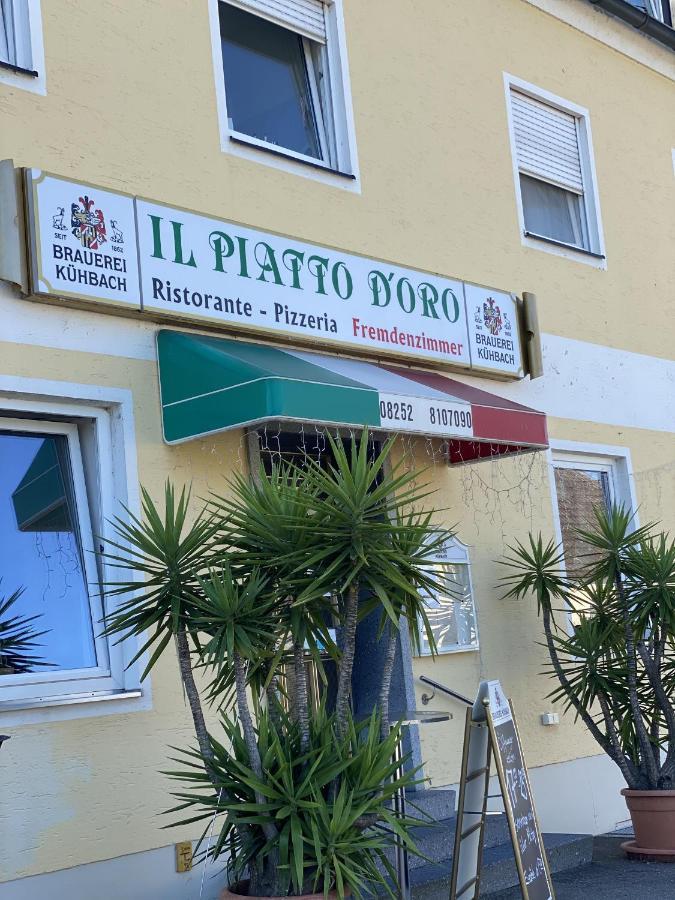 SEIT 1862
BRAUEREI
KÜHBACH
IL PIATTO D'ORO
Ristorante - Pizzeria Fremdenzimmer
BRAUEREI
KÜHBACH
08252 8107090